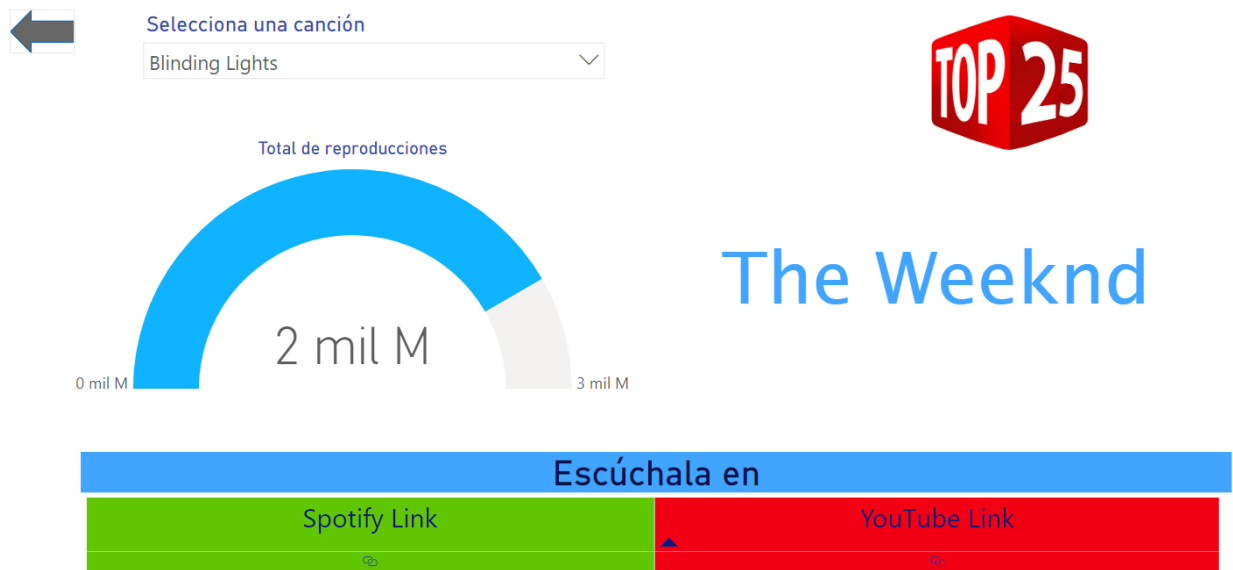 Selecciona una canción
Blinding Lights
TOP 25
Total de reproducciones
2 mil M
0 mil M
3 mil M
The Weeknd
Escúchala en
Spotify Link
YouTube Link